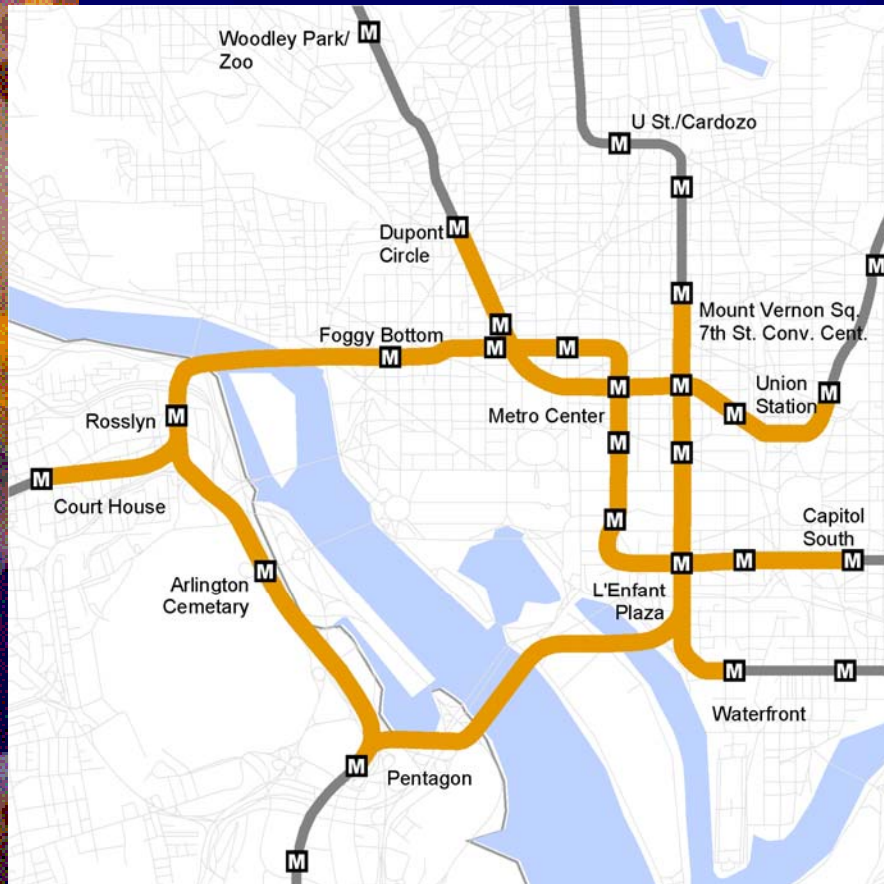 Woodley Park/
Zoo
M
U St./Cardozo
M
M
Dupont
Circle
M
M
Mount Vernon Sq.
7th St. Conv. Cent.
M
M
Foggy Bottom
M
M
M
Union
Station
M
M
M
M
Metro Center
Rosslyn
M
M
M
M
Court House
Capitol
South
M
Arlington
Cemetary
M
L'Enfant
Plaza
M
M
M
M
M
Waterfront
M
Pentagon
M